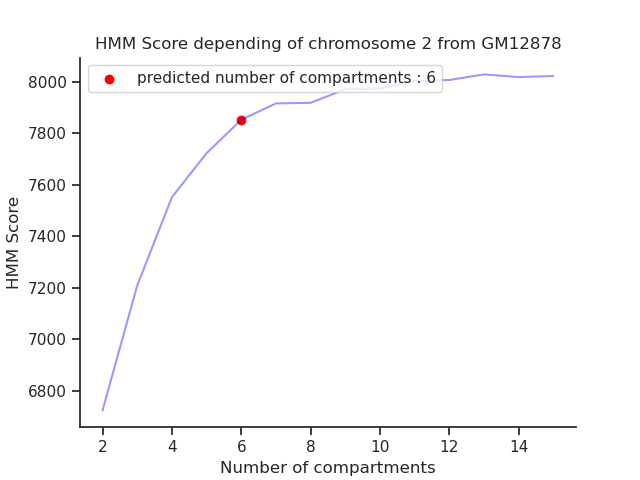 HMM Score depending of chromosome 2 from GM12878
predicted number of compartments : 6
HMM Score
8000
7800
7600
7400
7200
7000
6800
2 4 6 8 10 12 14
Number of compartments